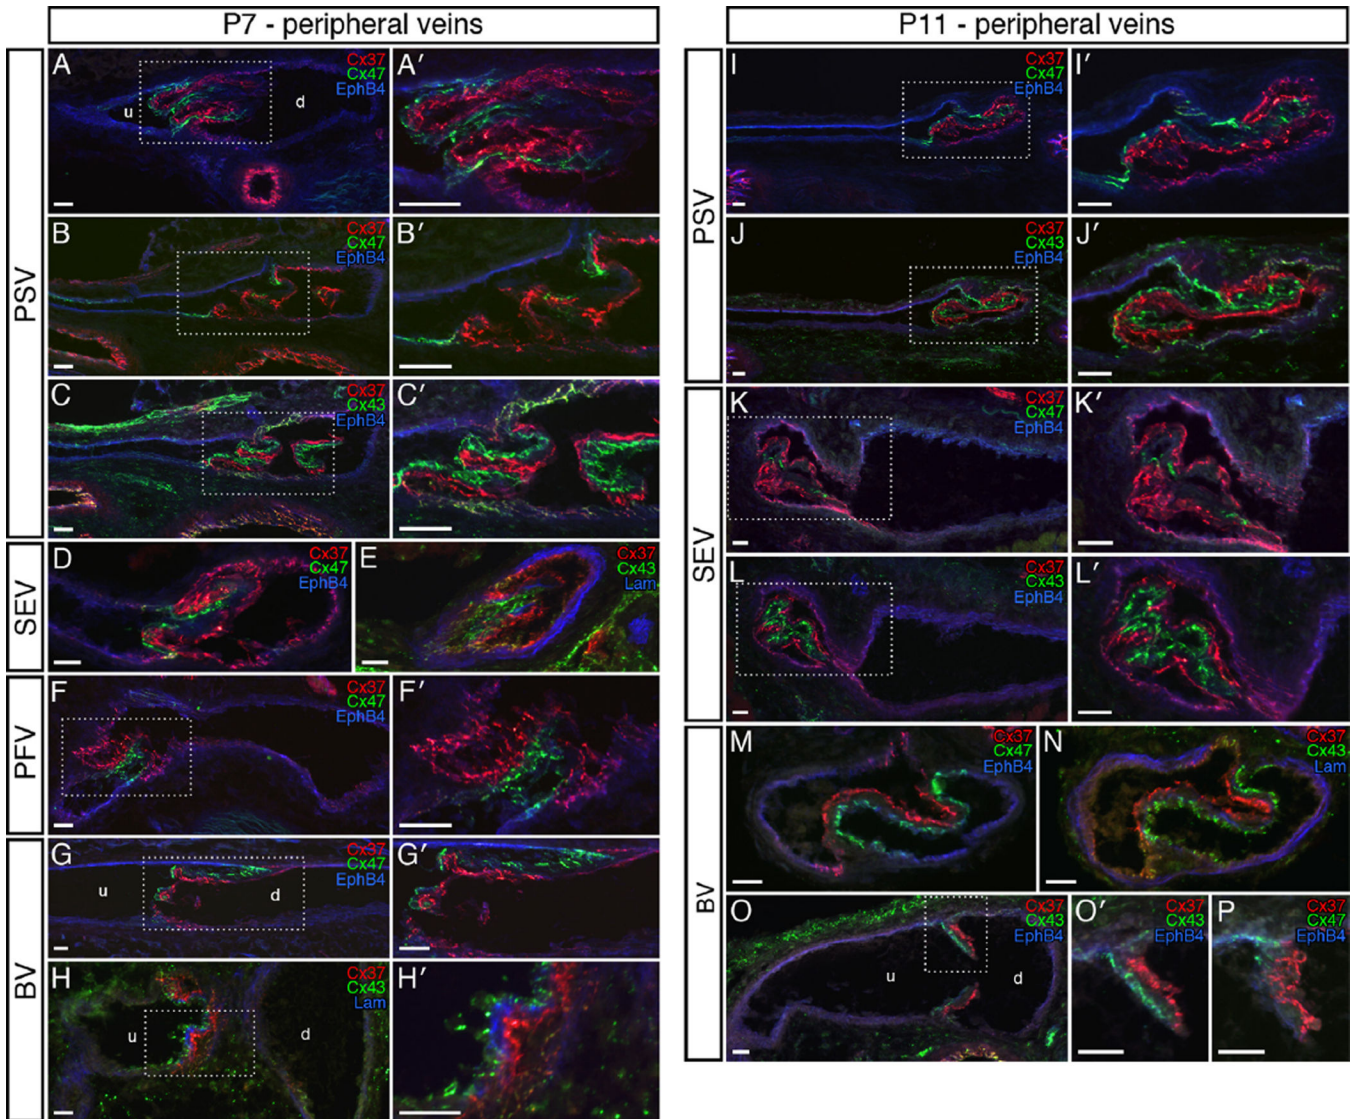 P7 - peripheral veins
PSV
A
u
d
Cx37
Cx47
EphB4
A′
B
Cx37
Cx47
EphB4
B′
C
Cx37
Cx43
EphB4
C′
SEV
D
Cx37
Cx47
EphB4
E
Cx37
Cx43
Lam
PFV
F
Cx37
Cx47
EphB4
F′
BV
G
u
d
Cx37
Cx47
EphB4
G′
H
u
d
Cx37
Cx43
Lam
H′
P11 - peripheral veins
PSV
I
Cx37
Cx47
EphB4
I′
J
Cx37
Cx43
EphB4
J′
SEV
K
Cx37
Cx47
EphB4
K′
L
Cx37
Cx43
EphB4
L′
BV
M
Cx37
Cx47
EphB4
N
Cx37
Cx43
Lam
O
u
d
Cx37
Cx43
EphB4
O′
Cx37
Cx43
EphB4
P
Cx37
Cx47
EphB4